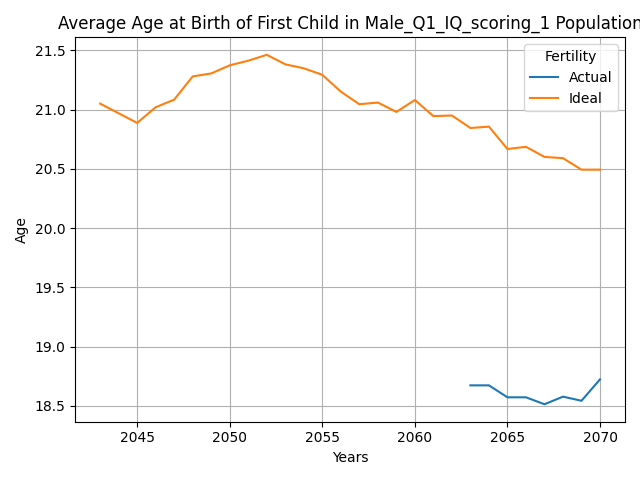 Average Age at Birth of First Child in Male_Q1_IQ_scoring_1 Population
21.5
21.0
20.5
20.0
19.5
19.0
18.5
Age
Fertility
Actual
Ideal
2045 2050 2055 2060 2065 2070
Years